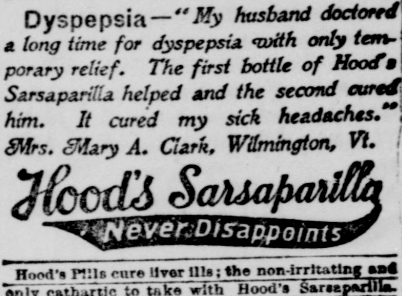 Dyspepsia—"My husband doctored
a long time for dyspepsia with only tem-
porary relief. The first bottle of Hood's
Sarsaparilla helped and the second cured
him. It cured my sick headaches."
Mrs. Mary A. Clark, Wilmington, Vt.
Hood's Sarsaparilla
Never Disappoints
Hood's Pills cure liver ills; the non-irritating and
only cathartic to take with Hood's Sarsaparilla.